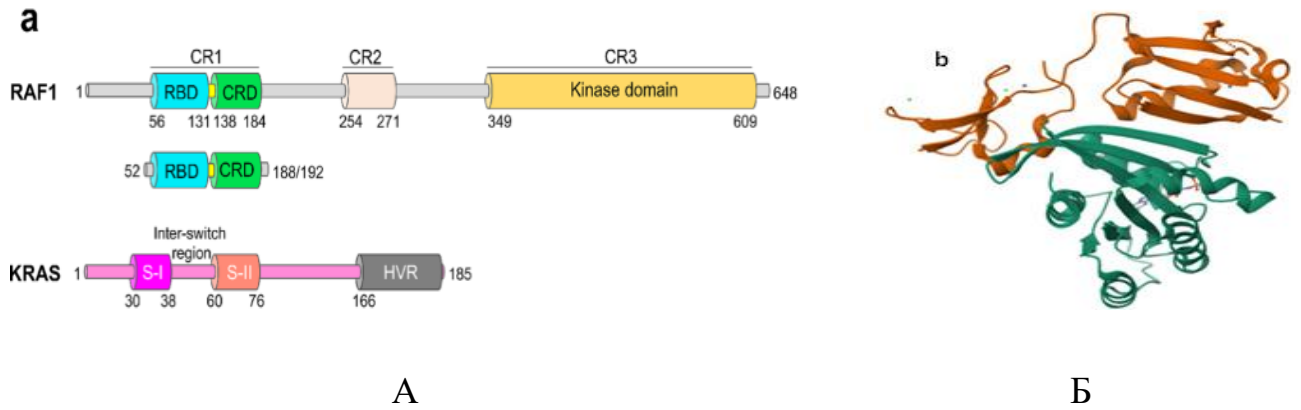 a
b
CR1 CR2 CR3
RAF1 1 RBD CRD Kinase domain 648
56 131 138 184 254 271 349 609
52 RBD CRD 188/192
Inter-switch
region
KRAS 1 S-I S-II HVR 185
30 38 60 76 166
А Б